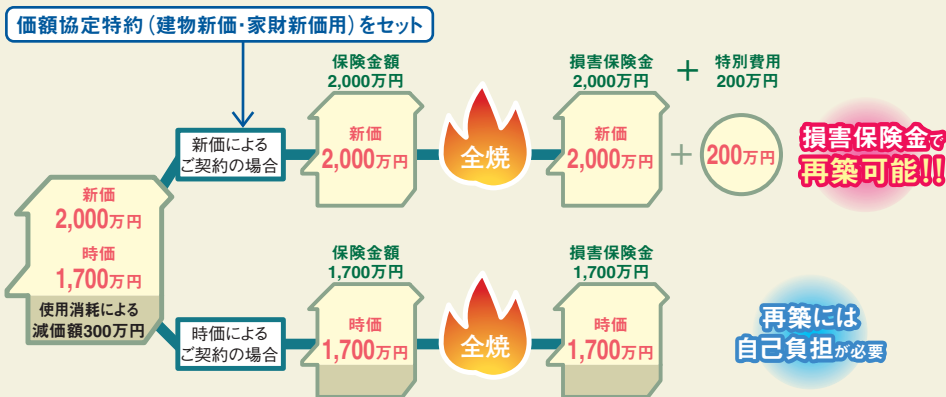 価額協定特約(建物新価・家財新価用)をセット
新価による
ご契約の場合
保険金額
2,000万円
新価
2,000万円
全焼
損害保険金
2,000万円
新価
2,000万円
+
特別費用
200万円
+
200万円
損害保険金で
再築可能!!
新価
2,000万円
時価
1,700万円
使用消耗による
減価額300万円
時価による
ご契約の場合
保険金額
1,700万円
時価
1,700万円
全焼
損害保険金
1,700万円
時価
1,700万円
再築には
自己負担が必要